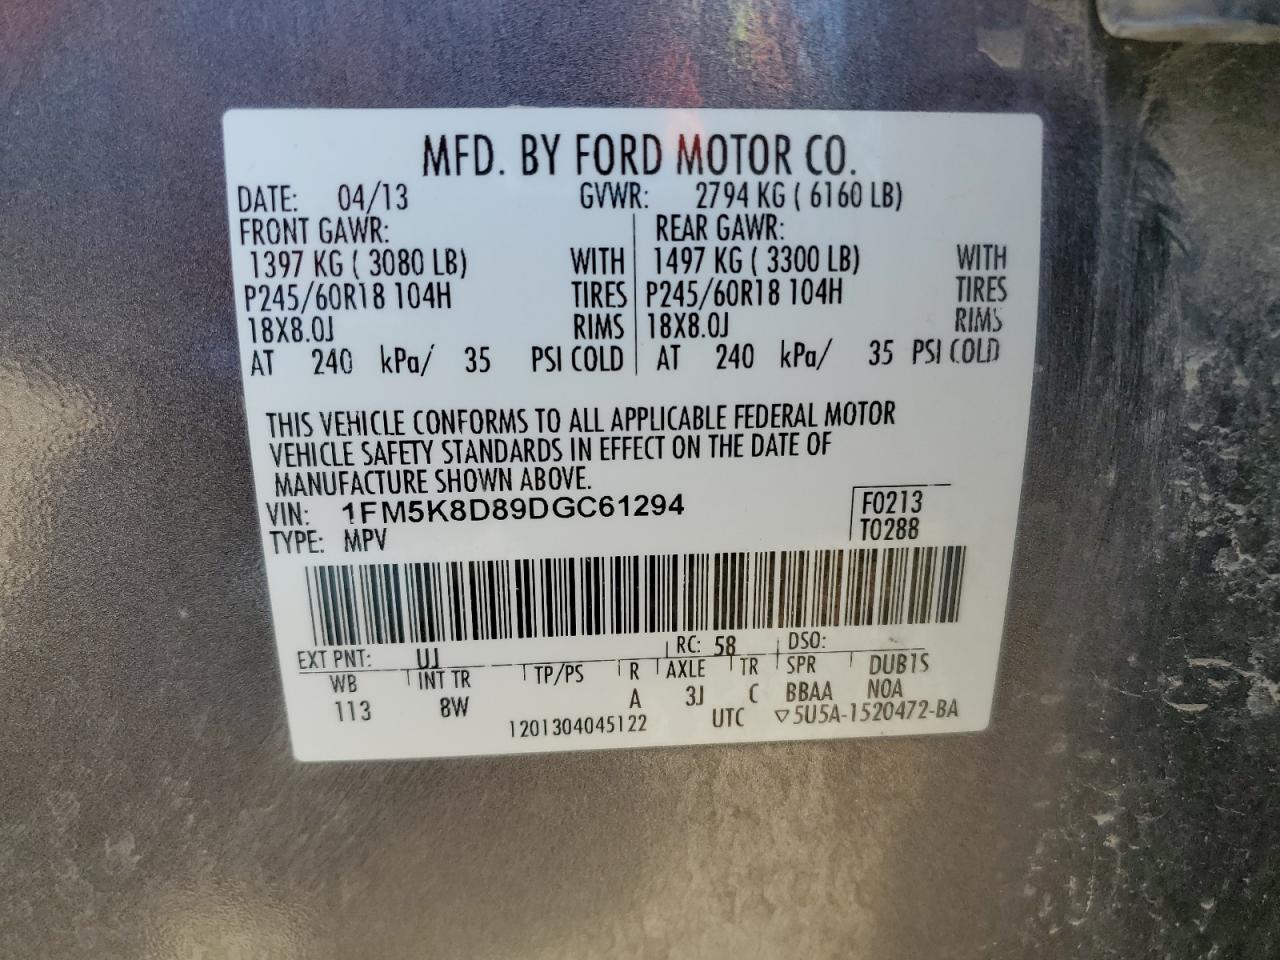 MFD. BY FORD MOTOR CO.
DATE: 04/13 GVWR: 2794 KG ( 6160 LB)
FRONT GAWR: REAR GAWR:
1397 KG ( 3080 LB) WITH 1497 KG ( 3300 LB) WITH
P245/60R18 104H TIRES P245/60R18 104H TIRES
18X8.0J RIMS 18X8.0J RIMS
AT 240 kPa/ 35 PSI COLD AT 240 kPa/ 35 PSI COLD
THIS VEHICLE CONFORMS TO ALL APPLICABLE FEDERAL MOTOR
VEHICLE SAFETY STANDARDS IN EFFECT ON THE DATE OF
MANUFACTURE SHOWN ABOVE.
VIN: 1FM5K8D89DGC61294 F0213
TYPE: MPV T0288
EXT PNT: UJ RC: 58 DSO:
WB INT TR TP/PS R AXLE TR SPR DUB1S
113 8W A 3J C BBAA NOA
1201304045122 UTC ▽5U5A-1520472-BA